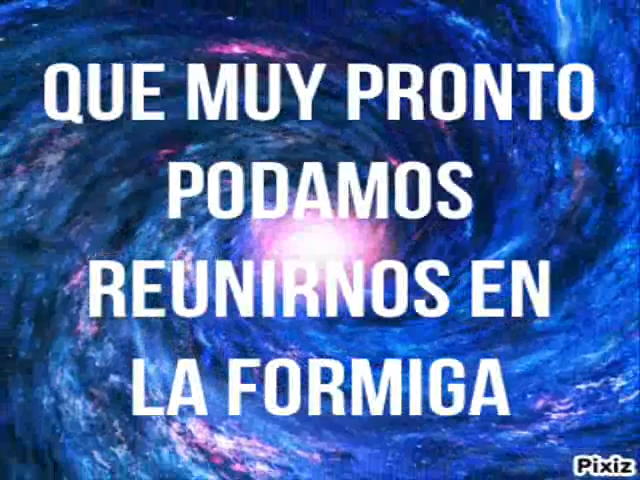 QUE MUY PRONTO
PODAMOS
REUNIRNOS EN
LA FORMIGA
Pixiz